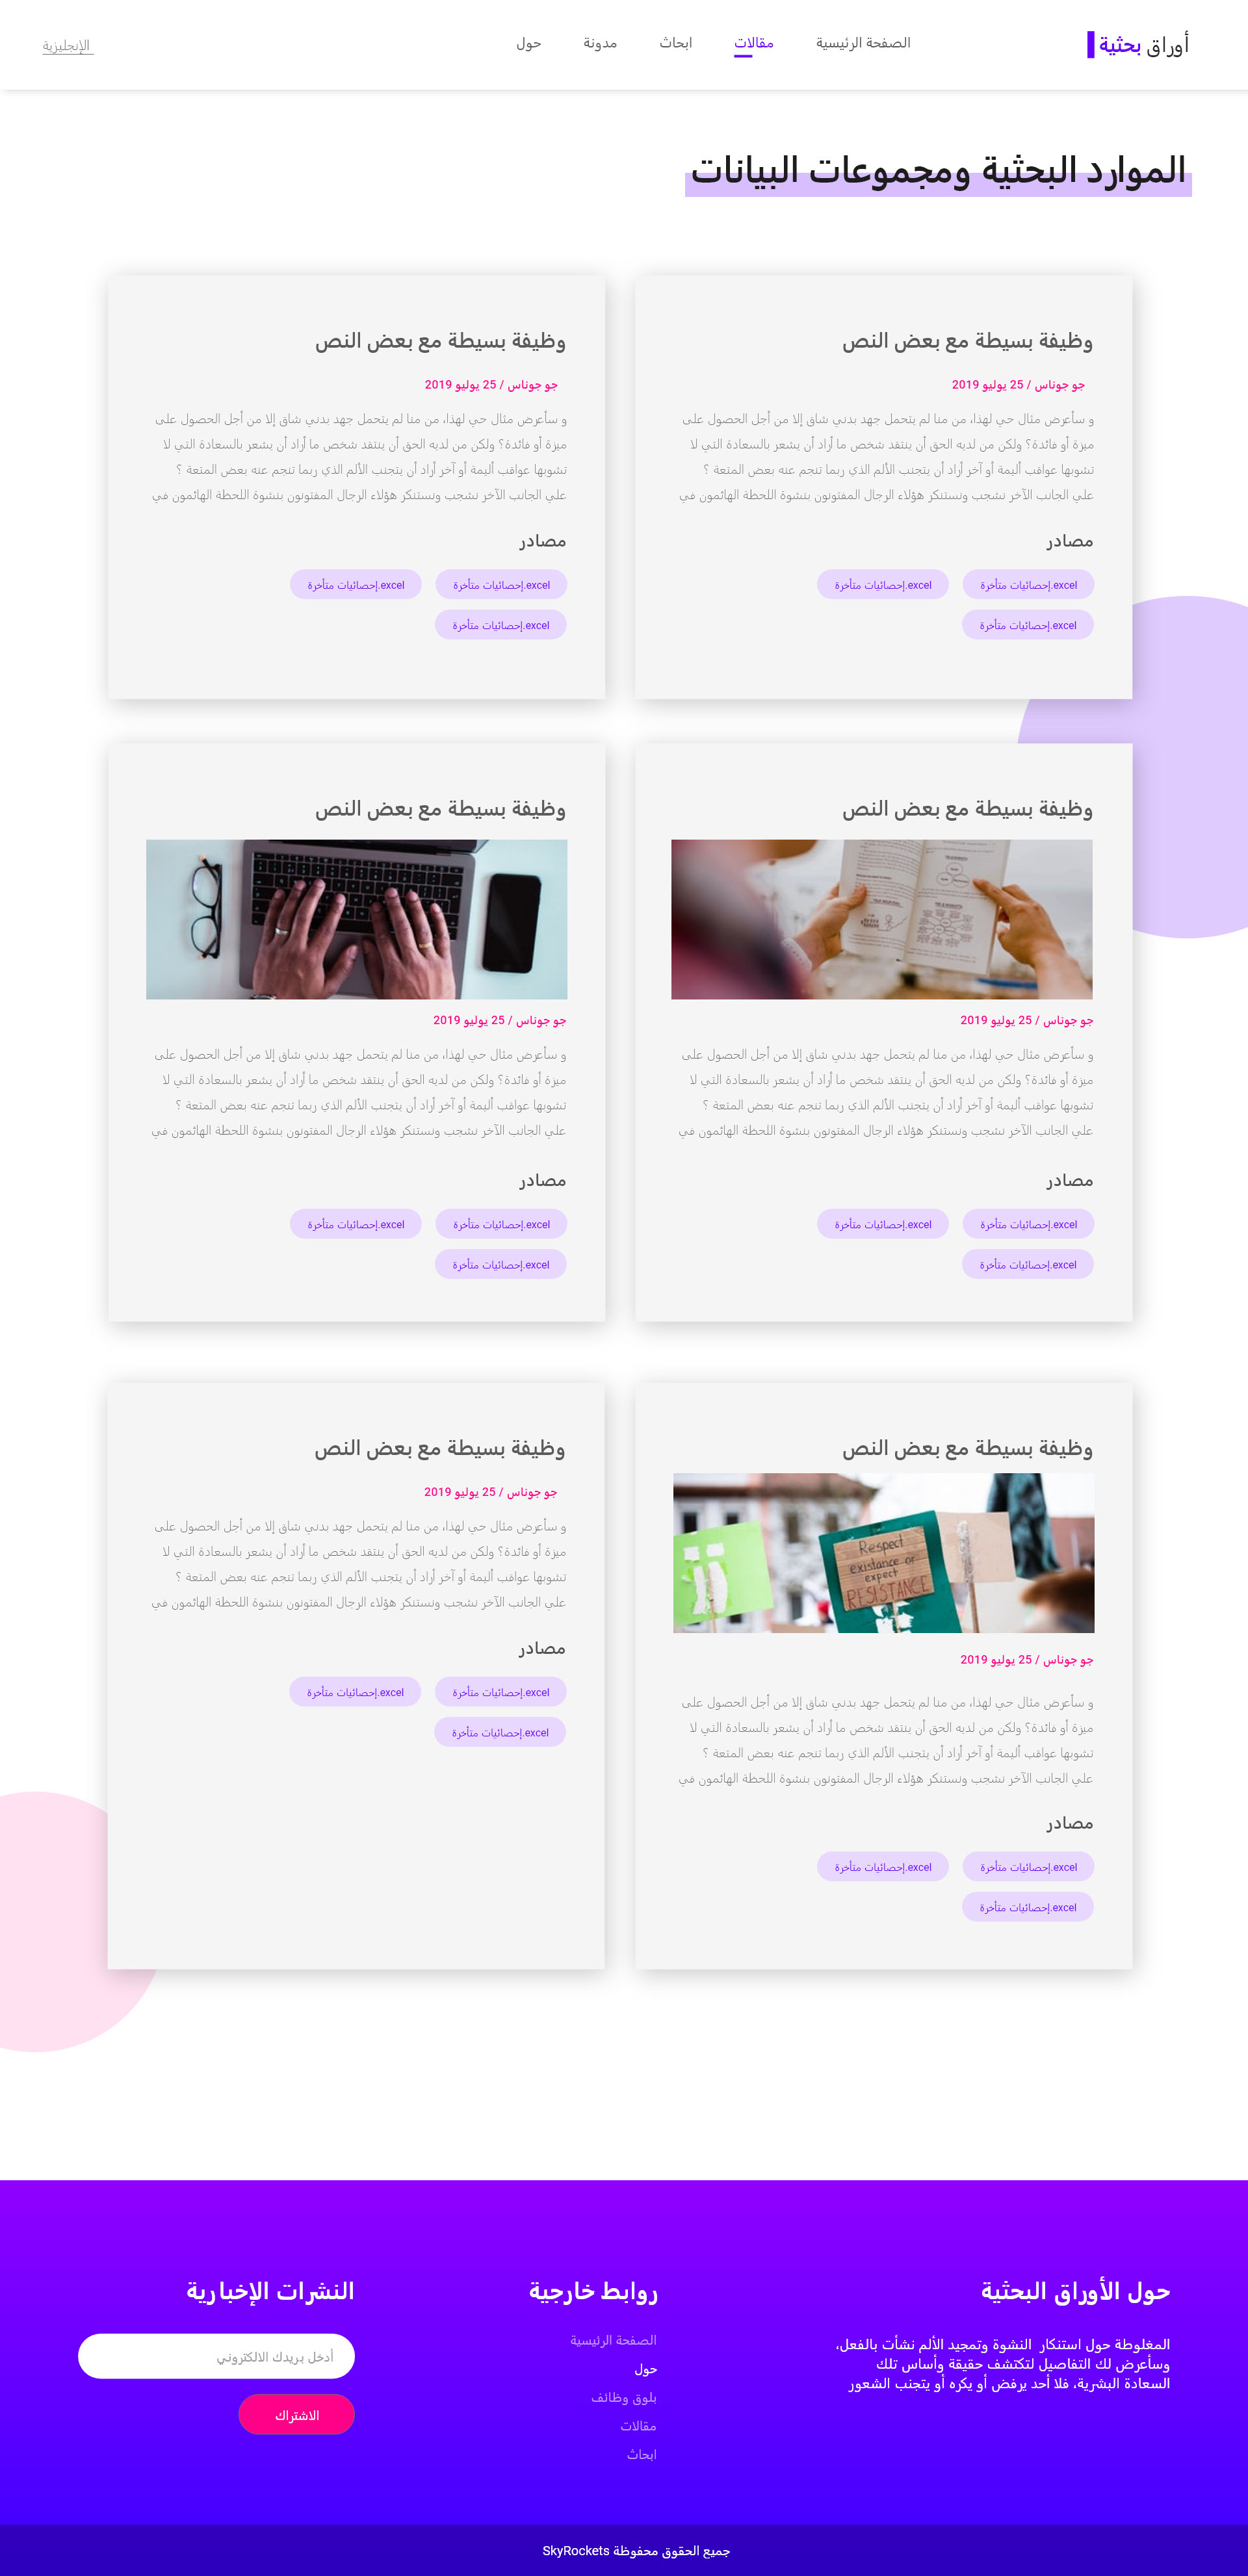 أوراق بحثية
الصفحة الرئيسية
مقالات
ابحاث
مدونة
حول
الإنجليزية
الموارد البحثية ومجموعات البيانات
وظيفة بسيطة مع بعض النص
جو جوناس / 25 يوليو 2019
و سأعرض مثال حي لهذا، من منا لم يتحمل جهد بدني شاق إلا من أجل الحصول على
ميزة أو فائدة؟ ولكن من لديه الحق أن ينتقد شخص ما أراد أن يشعر بالسعادة التي لا
تشوبها عواقب أليمة أو آخر أراد أن يتجنب الألم الذي ربما تنجم عنه بعض المتعة ؟
علي الجانب الآخر نشجب ونستنكر هؤلاء الرجال المفتونون بنشوة اللحظة الهائمون في
مصادر
إحصائيات متأخرة.excel
إحصائيات متأخرة.excel
إحصائيات متأخرة.excel
وظيفة بسيطة مع بعض النص
جو جوناس / 25 يوليو 2019
و سأعرض مثال حي لهذا، من منا لم يتحمل جهد بدني شاق إلا من أجل الحصول على
ميزة أو فائدة؟ ولكن من لديه الحق أن ينتقد شخص ما أراد أن يشعر بالسعادة التي لا
تشوبها عواقب أليمة أو آخر أراد أن يتجنب الألم الذي ربما تنجم عنه بعض المتعة ؟
علي الجانب الآخر نشجب ونستنكر هؤلاء الرجال المفتونون بنشوة اللحظة الهائمون في
مصادر
إحصائيات متأخرة.excel
إحصائيات متأخرة.excel
إحصائيات متأخرة.excel
وظيفة بسيطة مع بعض النص
جو جوناس / 25 يوليو 2019
و سأعرض مثال حي لهذا، من منا لم يتحمل جهد بدني شاق إلا من أجل الحصول على
ميزة أو فائدة؟ ولكن من لديه الحق أن ينتقد شخص ما أراد أن يشعر بالسعادة التي لا
تشوبها عواقب أليمة أو آخر أراد أن يتجنب الألم الذي ربما تنجم عنه بعض المتعة ؟
علي الجانب الآخر نشجب ونستنكر هؤلاء الرجال المفتونون بنشوة اللحظة الهائمون في
مصادر
إحصائيات متأخرة.excel
إحصائيات متأخرة.excel
إحصائيات متأخرة.excel
وظيفة بسيطة مع بعض النص
جو جوناس / 25 يوليو 2019
و سأعرض مثال حي لهذا، من منا لم يتحمل جهد بدني شاق إلا من أجل الحصول على
ميزة أو فائدة؟ ولكن من لديه الحق أن ينتقد شخص ما أراد أن يشعر بالسعادة التي لا
تشوبها عواقب أليمة أو آخر أراد أن يتجنب الألم الذي ربما تنجم عنه بعض المتعة ؟
علي الجانب الآخر نشجب ونستنكر هؤلاء الرجال المفتونون بنشوة اللحظة الهائمون في
مصادر
إحصائيات متأخرة.excel
إحصائيات متأخرة.excel
إحصائيات متأخرة.excel
وظيفة بسيطة مع بعض النص
Respect
existance or
expect
RESISTANCE
جو جوناس / 25 يوليو 2019
و سأعرض مثال حي لهذا، من منا لم يتحمل جهد بدني شاق إلا من أجل الحصول على
ميزة أو فائدة؟ ولكن من لديه الحق أن ينتقد شخص ما أراد أن يشعر بالسعادة التي لا
تشوبها عواقب أليمة أو آخر أراد أن يتجنب الألم الذي ربما تنجم عنه بعض المتعة ؟
علي الجانب الآخر نشجب ونستنكر هؤلاء الرجال المفتونون بنشوة اللحظة الهائمون في
مصادر
إحصائيات متأخرة.excel
إحصائيات متأخرة.excel
إحصائيات متأخرة.excel
وظيفة بسيطة مع بعض النص
جو جوناس / 25 يوليو 2019
و سأعرض مثال حي لهذا، من منا لم يتحمل جهد بدني شاق إلا من أجل الحصول على
ميزة أو فائدة؟ ولكن من لديه الحق أن ينتقد شخص ما أراد أن يشعر بالسعادة التي لا
تشوبها عواقب أليمة أو آخر أراد أن يتجنب الألم الذي ربما تنجم عنه بعض المتعة ؟
علي الجانب الآخر نشجب ونستنكر هؤلاء الرجال المفتونون بنشوة اللحظة الهائمون في
مصادر
إحصائيات متأخرة.excel
إحصائيات متأخرة.excel
إحصائيات متأخرة.excel
حول الأوراق البحثية
المغلوطة حول استنكار النشوة وتمجيد الألم نشأت بالفعل،
وسأعرض لك التفاصيل لتكتشف حقيقة وأساس تلك
السعادة البشرية، فلا أحد يرفض أو يكره أو يتجنب الشعور
روابط خارجية
الصفحة الرئيسية
حول
بلوق وظائف
مقالات
ابحاث
النشرات الإخبارية
أدخل بريدك الالكتروني
الاشتراك
جميع الحقوق محفوظة SkyRockets